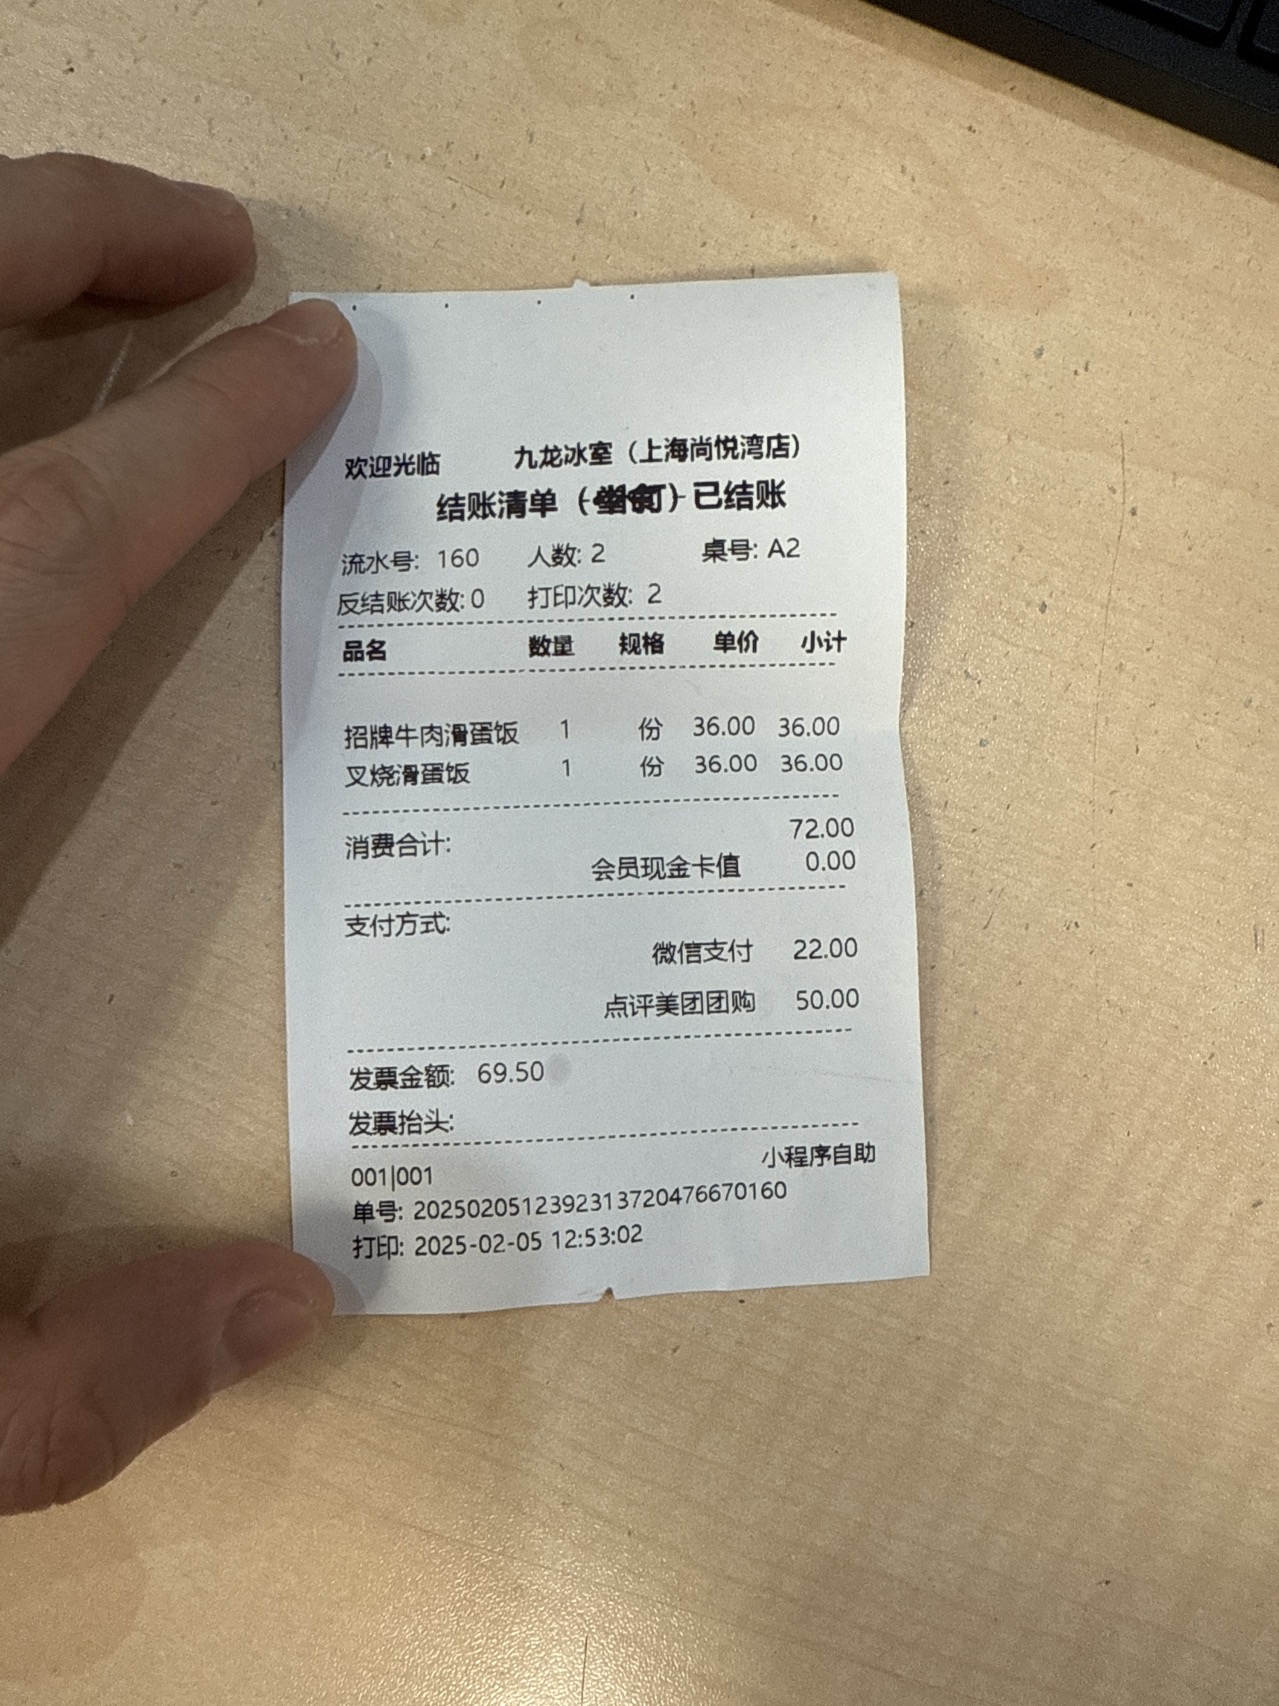 欢迎光临 九龙冰室（上海尚悦湾店）
结账清单（）已结账
流水号: 160 人数: 2 桌号: A2
反结账次数: 0 打印次数: 2
品名 数量 规格 单价 小计
招牌牛肉滑蛋饭 1 份 36.00 36.00
叉烧滑蛋饭 1 份 36.00 36.00
消费合计: 72.00
会员现金卡值 0.00
支付方式:
微信支付 22.00
点评美团团购 50.00
发票金额: 69.50
发票抬头:
001|001 小程序自助
单号: 20250205123923137204766​70160
打印: 2025-02-05 12:53:02